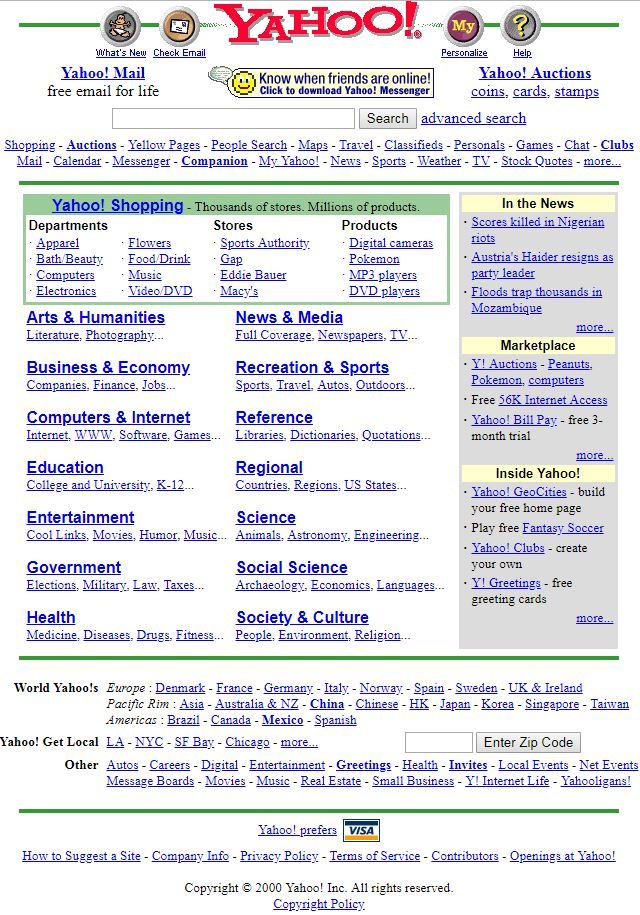 YAHOO!
What's New Check Email Personalize Help
My
Yahoo! Mail
free email for life
Know when friends are online!
Click to download Yahoo! Messenger
Yahoo! Auctions
coins, cards, stamps
Search advanced search
Shopping - Auctions - Yellow Pages - People Search - Maps - Travel - Classifieds - Personals - Games - Chat - Clubs
Mail - Calendar - Messenger - Companion - My Yahoo! - News - Sports - Weather - TV - Stock Quotes - more...
Yahoo! Shopping - Thousands of stores. Millions of products.
Departments Stores Products
· Apparel · Flowers · Sports Authority · Digital cameras
· Bath/Beauty · Food/Drink · Gap · Pokemon
· Computers · Music · Eddie Bauer · MP3 players
· Electronics · Video/DVD · Macy's · DVD players
Arts & Humanities
Literature, Photography...
News & Media
Full Coverage, Newspapers, TV...
Business & Economy
Companies, Finance, Jobs...
Recreation & Sports
Sports, Travel, Autos, Outdoors...
Computers & Internet
Internet, WWW, Software, Games...
Reference
Libraries, Dictionaries, Quotations...
Education
College and University, K-12...
Regional
Countries, Regions, US States...
Entertainment
Cool Links, Movies, Humor, Music...
Science
Animals, Astronomy, Engineering...
Government
Elections, Military, Law, Taxes...
Social Science
Archaeology, Economics, Languages...
Health
Medicine, Diseases, Drugs, Fitness...
Society & Culture
People, Environment, Religion...
In the News
· Scores killed in Nigerian
riots
· Austria's Haider resigns as
party leader
· Floods trap thousands in
Mozambique
more...
Marketplace
· Y! Auctions - Peanuts,
Pokemon, computers
· Free 56K Internet Access
· Yahoo! Bill Pay - free 3-
month trial
more...
Inside Yahoo!
· Yahoo! GeoCities - build
your free home page
· Play free Fantasy Soccer
· Yahoo! Clubs - create
your own
· Y! Greetings - free
greeting cards
more...
World Yahoo!s Europe : Denmark - France - Germany - Italy - Norway - Spain - Sweden - UK & Ireland
Pacific Rim : Asia - Australia & NZ - China - Chinese - HK - Japan - Korea - Singapore - Taiwan
Americas : Brazil - Canada - Mexico - Spanish
Yahoo! Get Local LA - NYC - SF Bay - Chicago - more... Enter Zip Code
Other Autos - Careers - Digital - Entertainment - Greetings - Health - Invites - Local Events - Net Events
Message Boards - Movies - Music - Real Estate - Small Business - Y! Internet Life - Yahooligans!
Yahoo! prefers VISA
How to Suggest a Site - Company Info - Privacy Policy - Terms of Service - Contributors - Openings at Yahoo!
Copyright © 2000 Yahoo! Inc. All rights reserved.
Copyright Policy